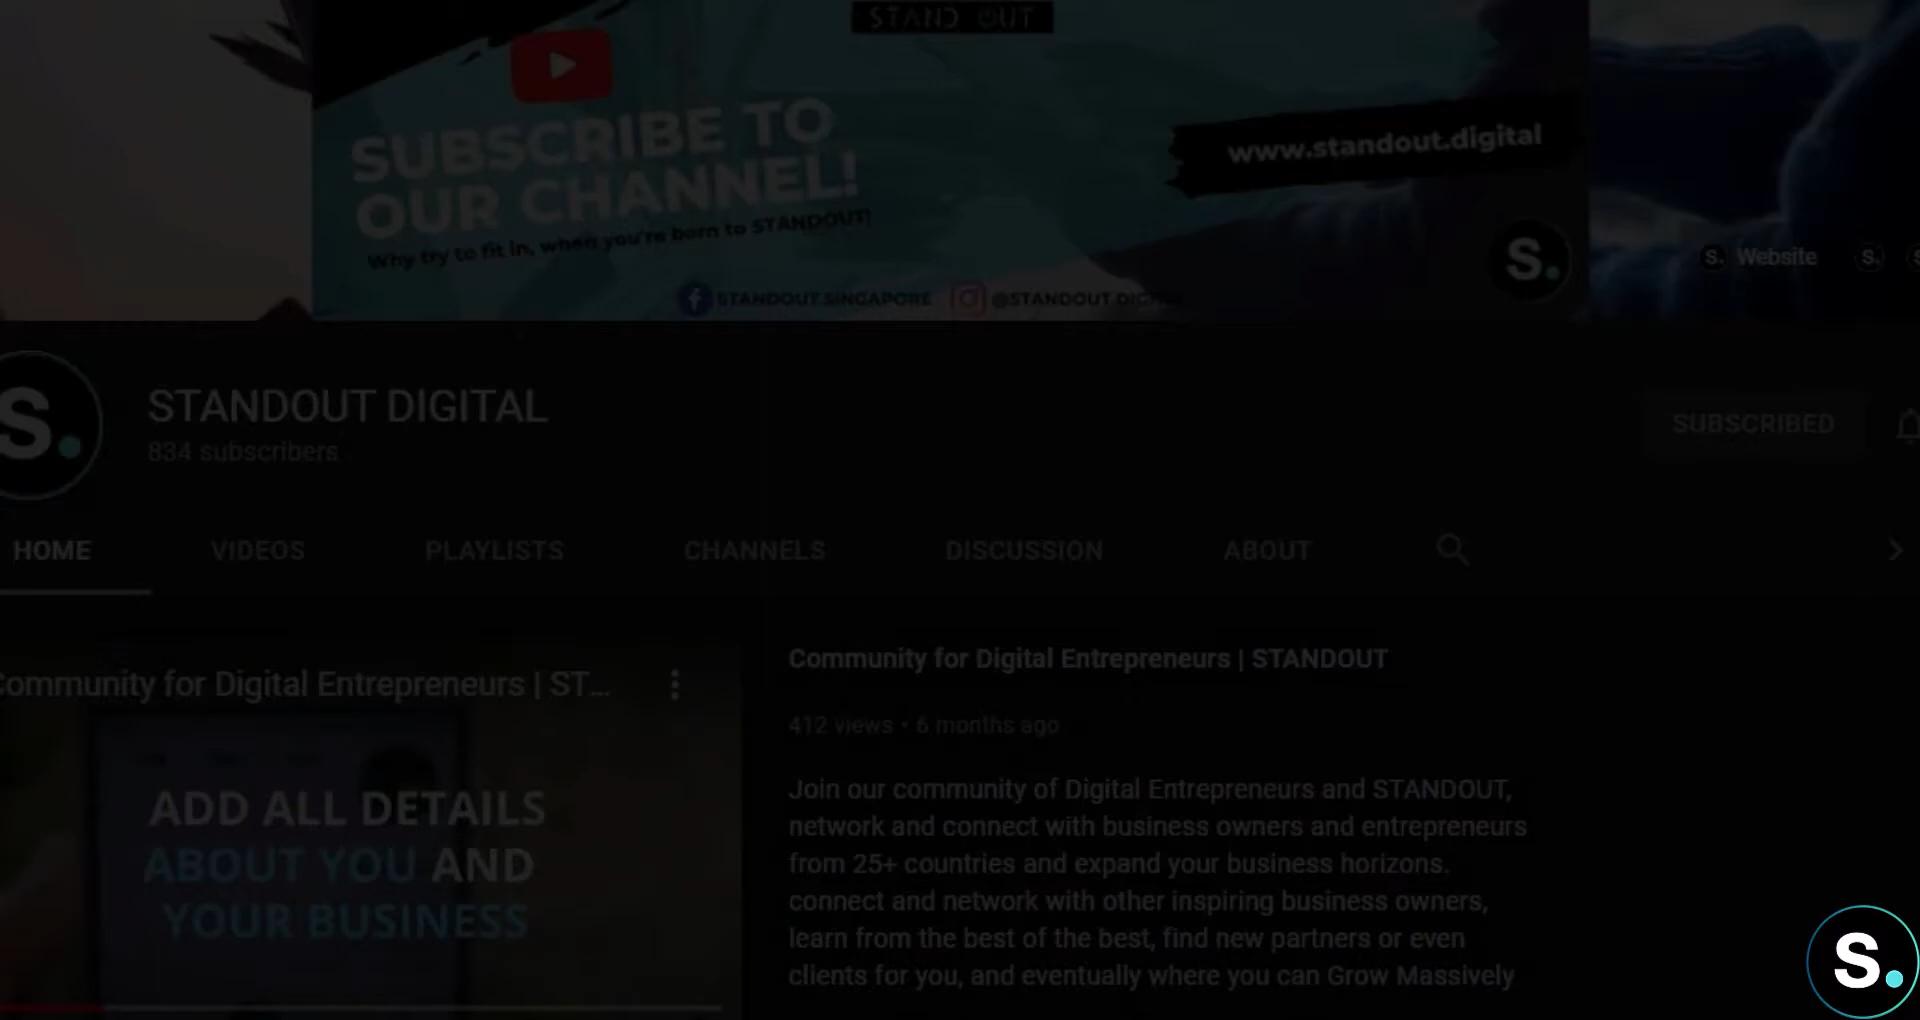 STAND OUT
SUBSCRIBE TO
OUR CHANNEL!
Why try to fit in, when you're born to STANDOUT!
www.standout.digital
S.
STANDOUT.SINGAPORE
@STANDOUT.DIGITAL
S. Website S. S
S.
STANDOUT DIGITAL
834 subscribers
SUBSCRIBED
HOME VIDEOS PLAYLISTS CHANNELS DISCUSSION ABOUT
Community for Digital Entrepreneurs | ST...
ADD ALL DETAILS
ABOUT YOU AND
YOUR BUSINESS
Community for Digital Entrepreneurs | STANDOUT
412 views • 6 months ago
Join our community of Digital Entrepreneurs and STANDOUT,
network and connect with business owners and entrepreneurs
from 25+ countries and expand your business horizons.
connect and network with other inspiring business owners,
learn from the best of the best, find new partners or even
clients for you, and eventually where you can Grow Massively
S.